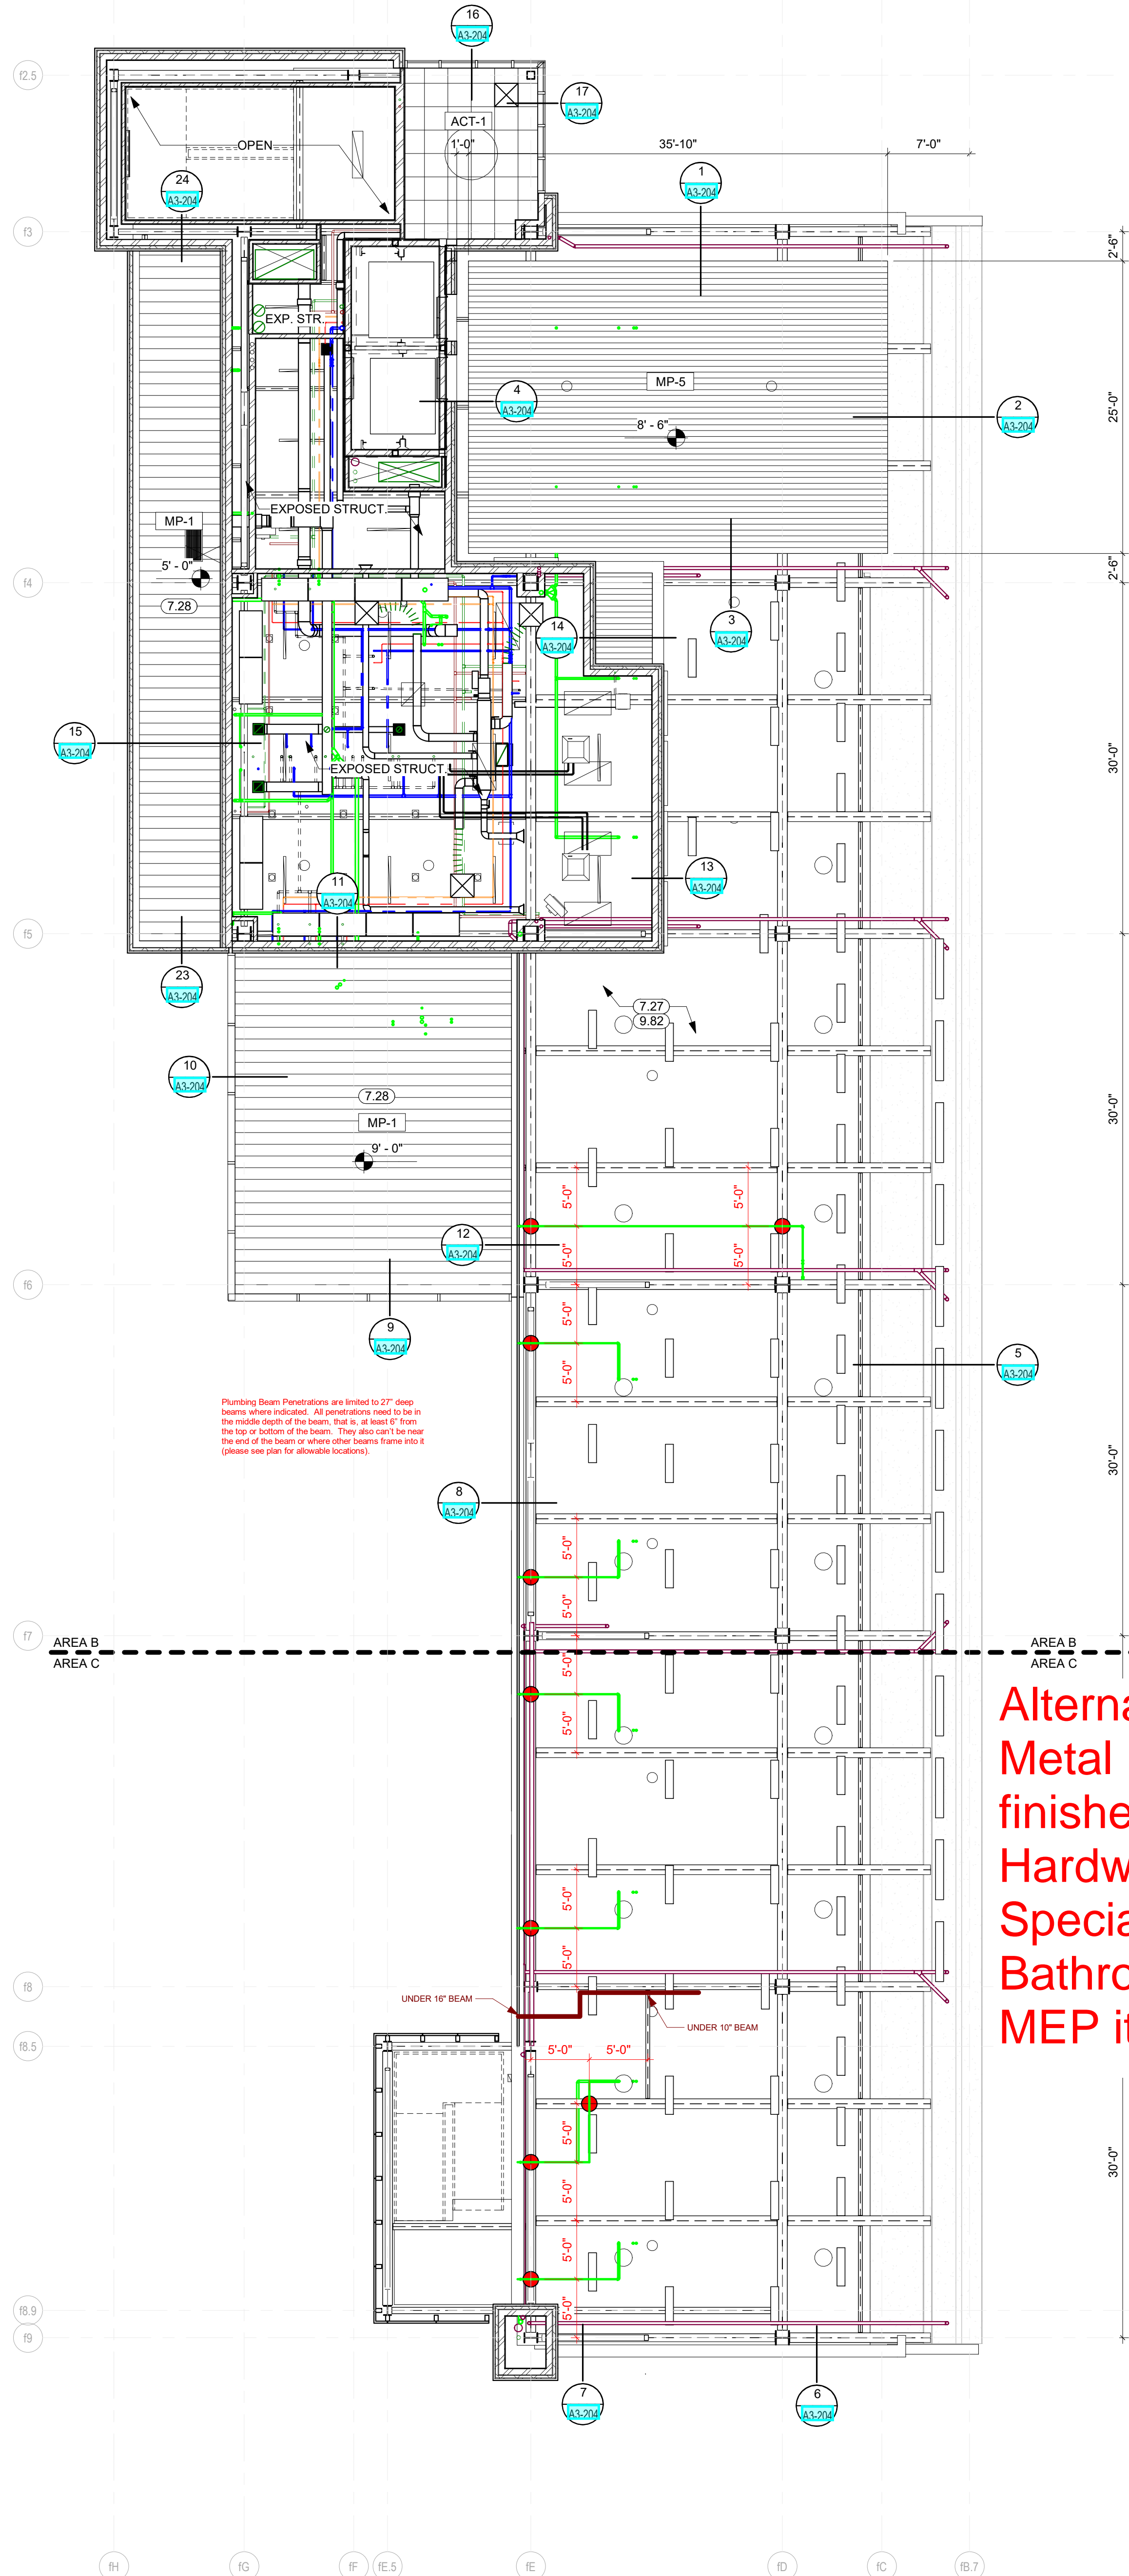 16
A3-204
f2.5
17
A3-204
ACT-1
1'-0"
35'-10"
7'-0"
OPEN
24
A3-204
1
A3-204
f3
2'-6"
EXP. STR.
MP-5
4
A3-204
2
A3-204
25'-0"
8' - 6"
EXPOSED STRUCT.
MP-1
5' - 0"
2'-6"
f4
7.28
14
A3-204
3
A3-204
15
A3-204
30'-0"
EXPOSED STRUCT.
11
A3-204
13
A3-204
f5
23
A3-204
7.27
9.82
10
A3-204
7.28
MP-1
30'-0"
9' - 0"
5'-0"
5'-0"
12
A3-204
5'-0"
5'-0"
f6
5'-0"
9
A3-204
5
A3-204
5'-0"
Plumbing Beam Penetrations are limited to 27" deep
beams where indicated. All penetrations need to be in
the middle depth of the beam, that is, at least 6" from
the top or bottom of the beam. They also can't be near
the end of the beam or where other beams frame into it
(please see plan for allowable locations).
30'-0"
8
A3-204
5'-0"
5'-0"
f7
AREA B
AREA B
AREA C
AREA C
5'-0"
5'-0"
Metal
5'-0"
5'-0"
f8
UNDER 16" BEAM
UNDER 10" BEAM
f8.5
5'-0"
5'-0"
5'-0"
30'-0"
5'-0"
5'-0"
5'-0"
f8.9
f9
7
A3-204
6
A3-204
fH
fG
fF
fE.5
fE
fD
fC
fB.7